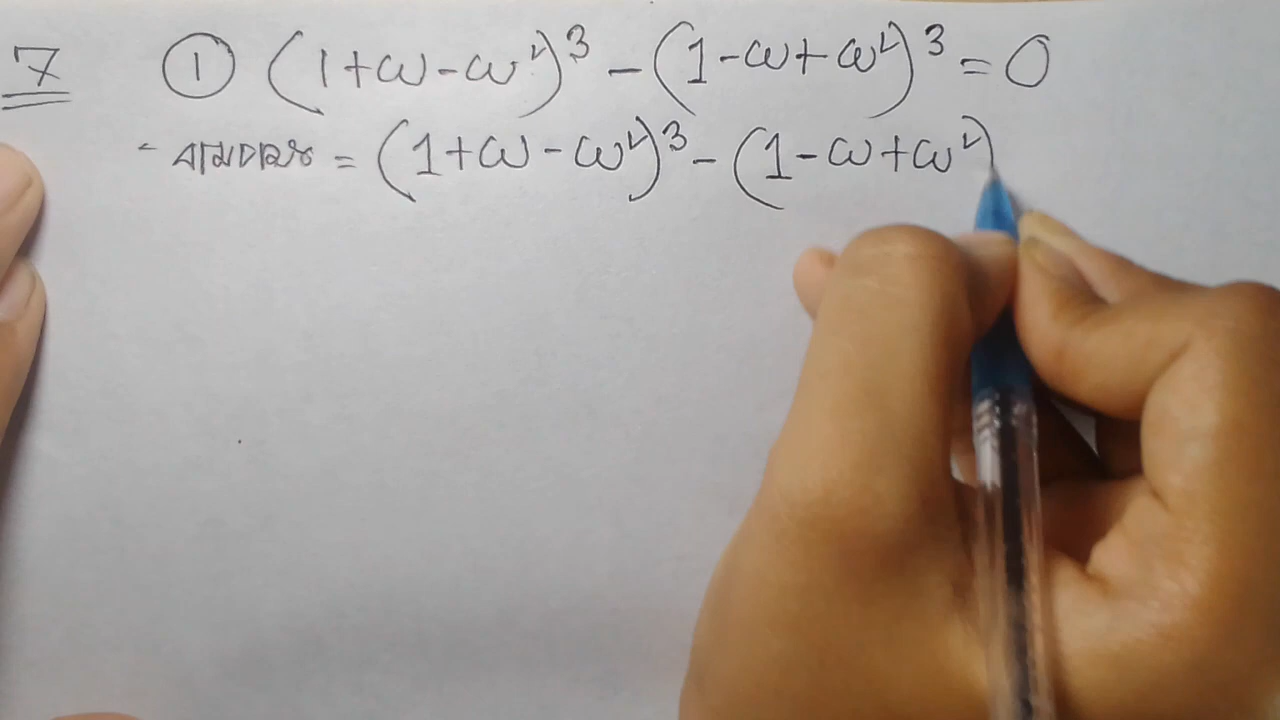 7 ① (1+ω-ω²)³-(1-ω+ω²)³=0
বামপক্ষ = (1+ω-ω²)³-(1-ω+ω²)